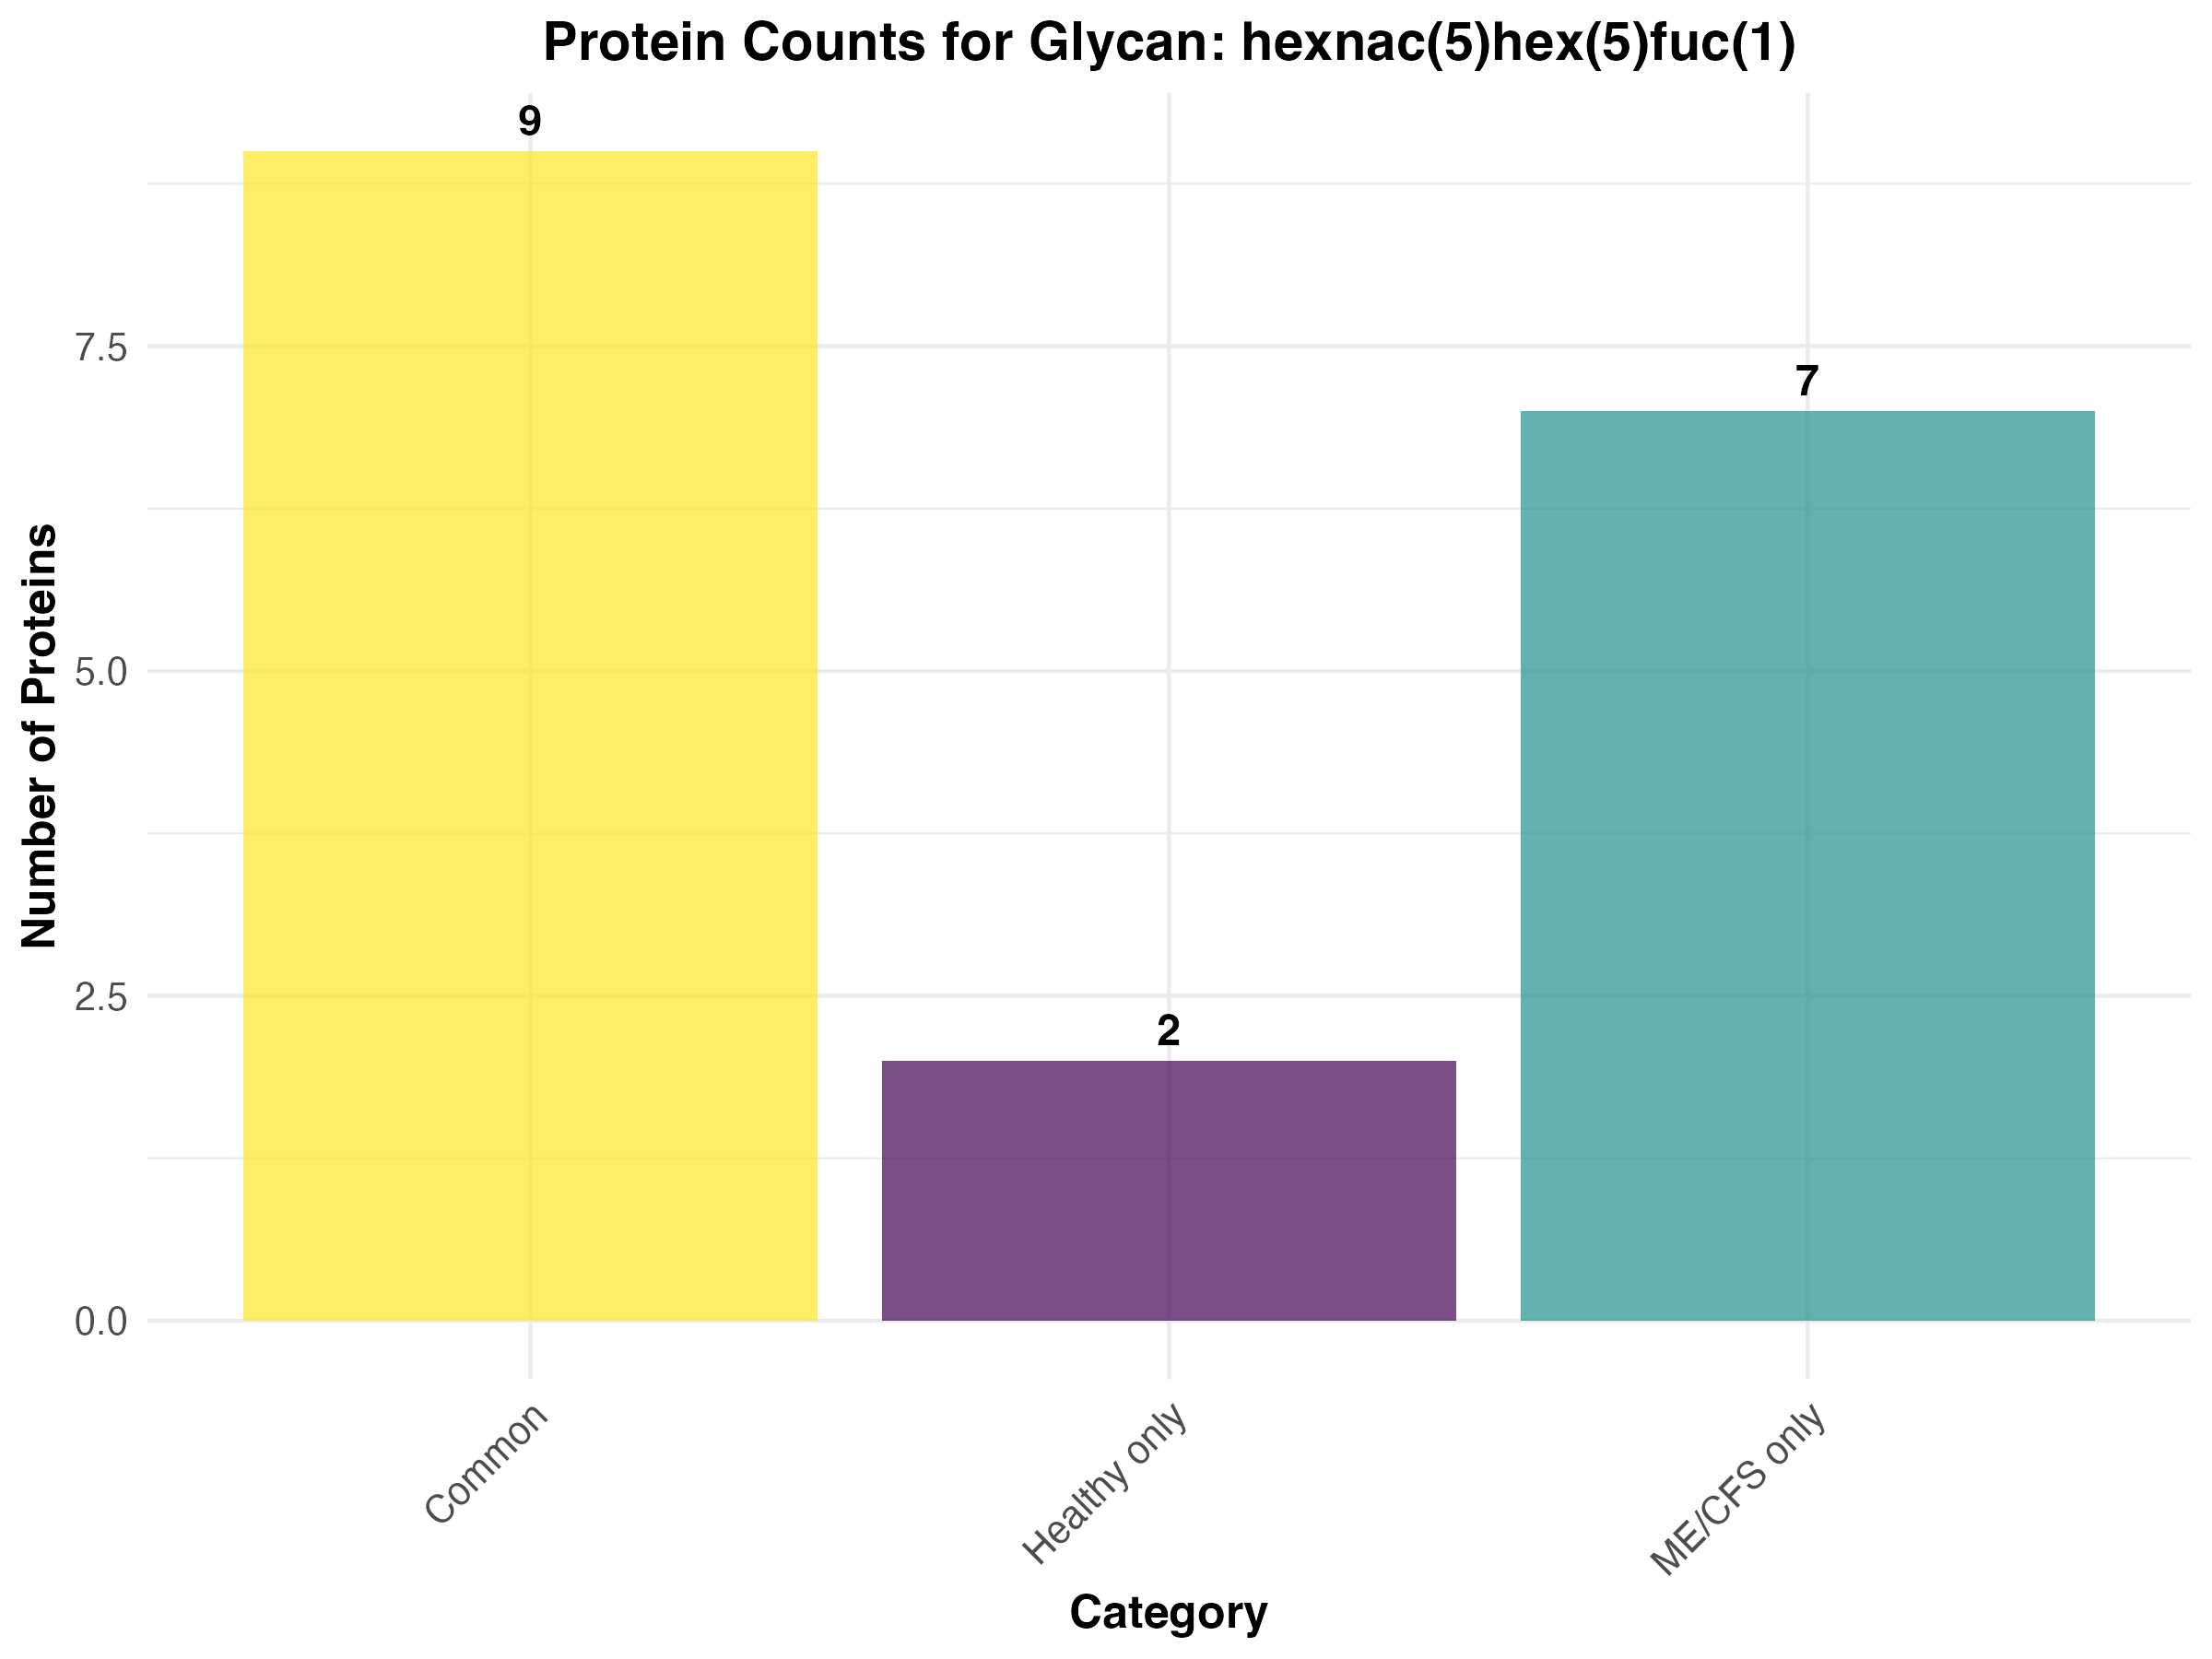 Protein Counts for Glycan: hexnac(5)hex(5)fuc(1)
9
7
2
Number of Proteins
7.5
5.0
2.5
0.0
Common
Healthy only
ME/CFS only
Category